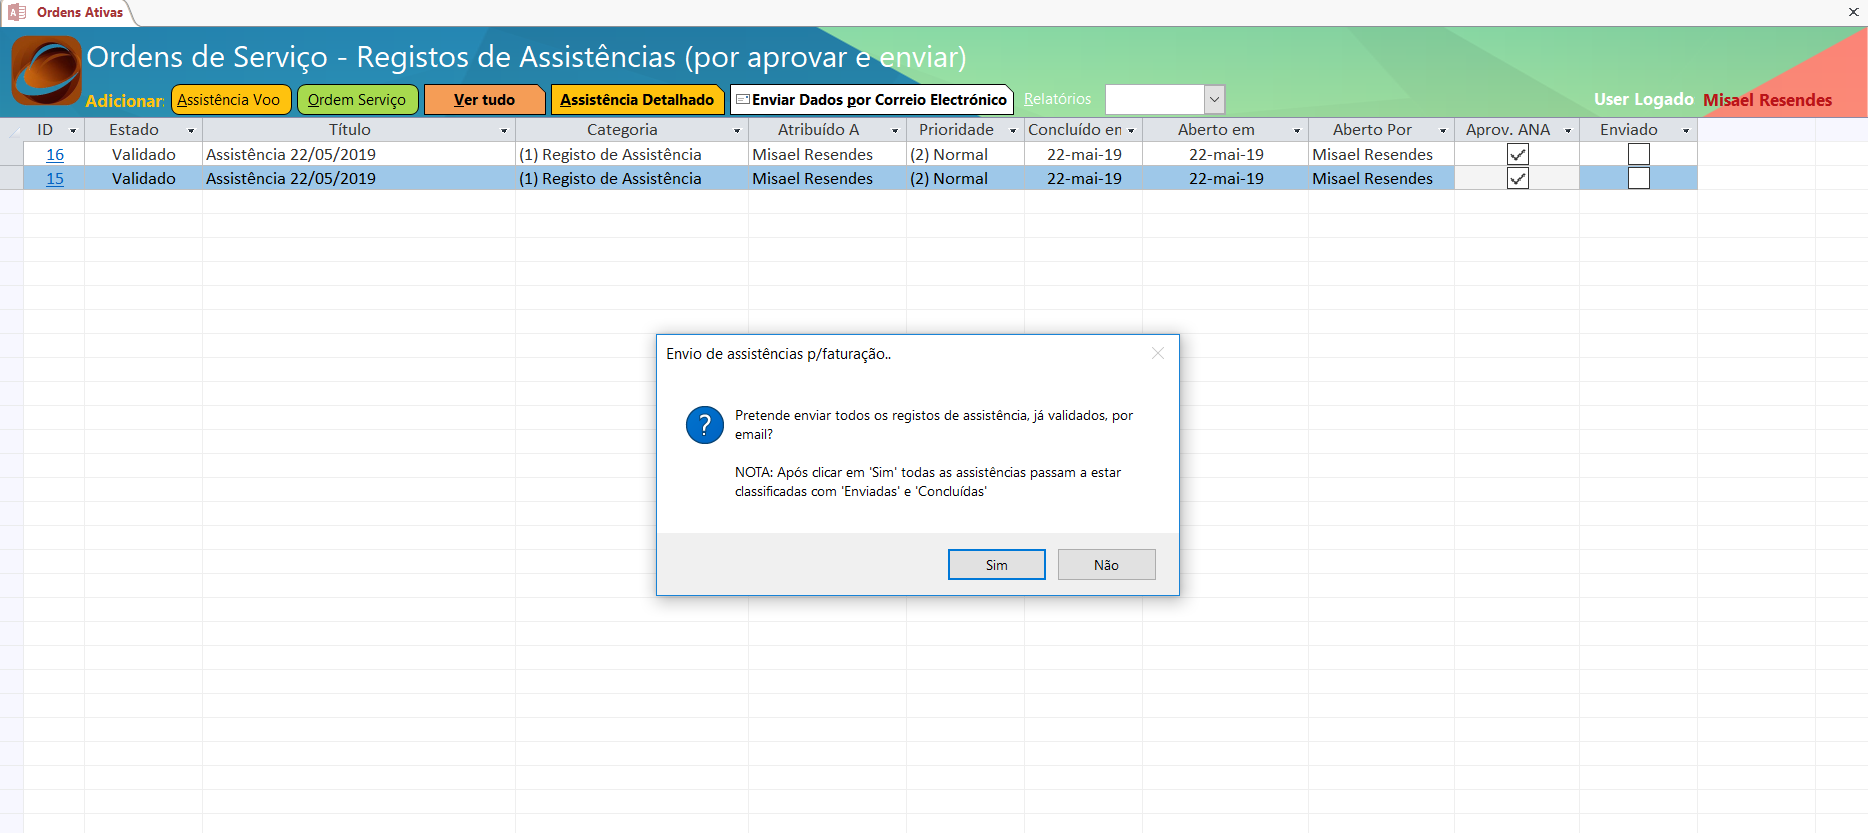 Ordens Ativas
Ordens de Serviço - Registos de Assistências (por aprovar e enviar)
Adicionar: Assistência Voo Ordem Serviço Ver tudo Assistência Detalhado Enviar Dados por Correio Electrónico Relatórios User Logado Misael Resendes
ID Estado Título Categoria Atribuído A Prioridade Concluído en Aberto em Aberto Por Aprov. ANA Enviado
16 Validado Assistência 22/05/2019 (1) Registo de Assistência Misael Resendes (2) Normal 22-mai-19 22-mai-19 Misael Resendes
15 Validado Assistência 22/05/2019 (1) Registo de Assistência Misael Resendes (2) Normal 22-mai-19 22-mai-19 Misael Resendes
Envio de assistências p/faturação..
Pretende enviar todos os registos de assistência, já validados, por
email?
NOTA: Após clicar em 'Sim' todas as assistências passam a estar
classificadas com 'Enviadas' e 'Concluídas'
Sim Não